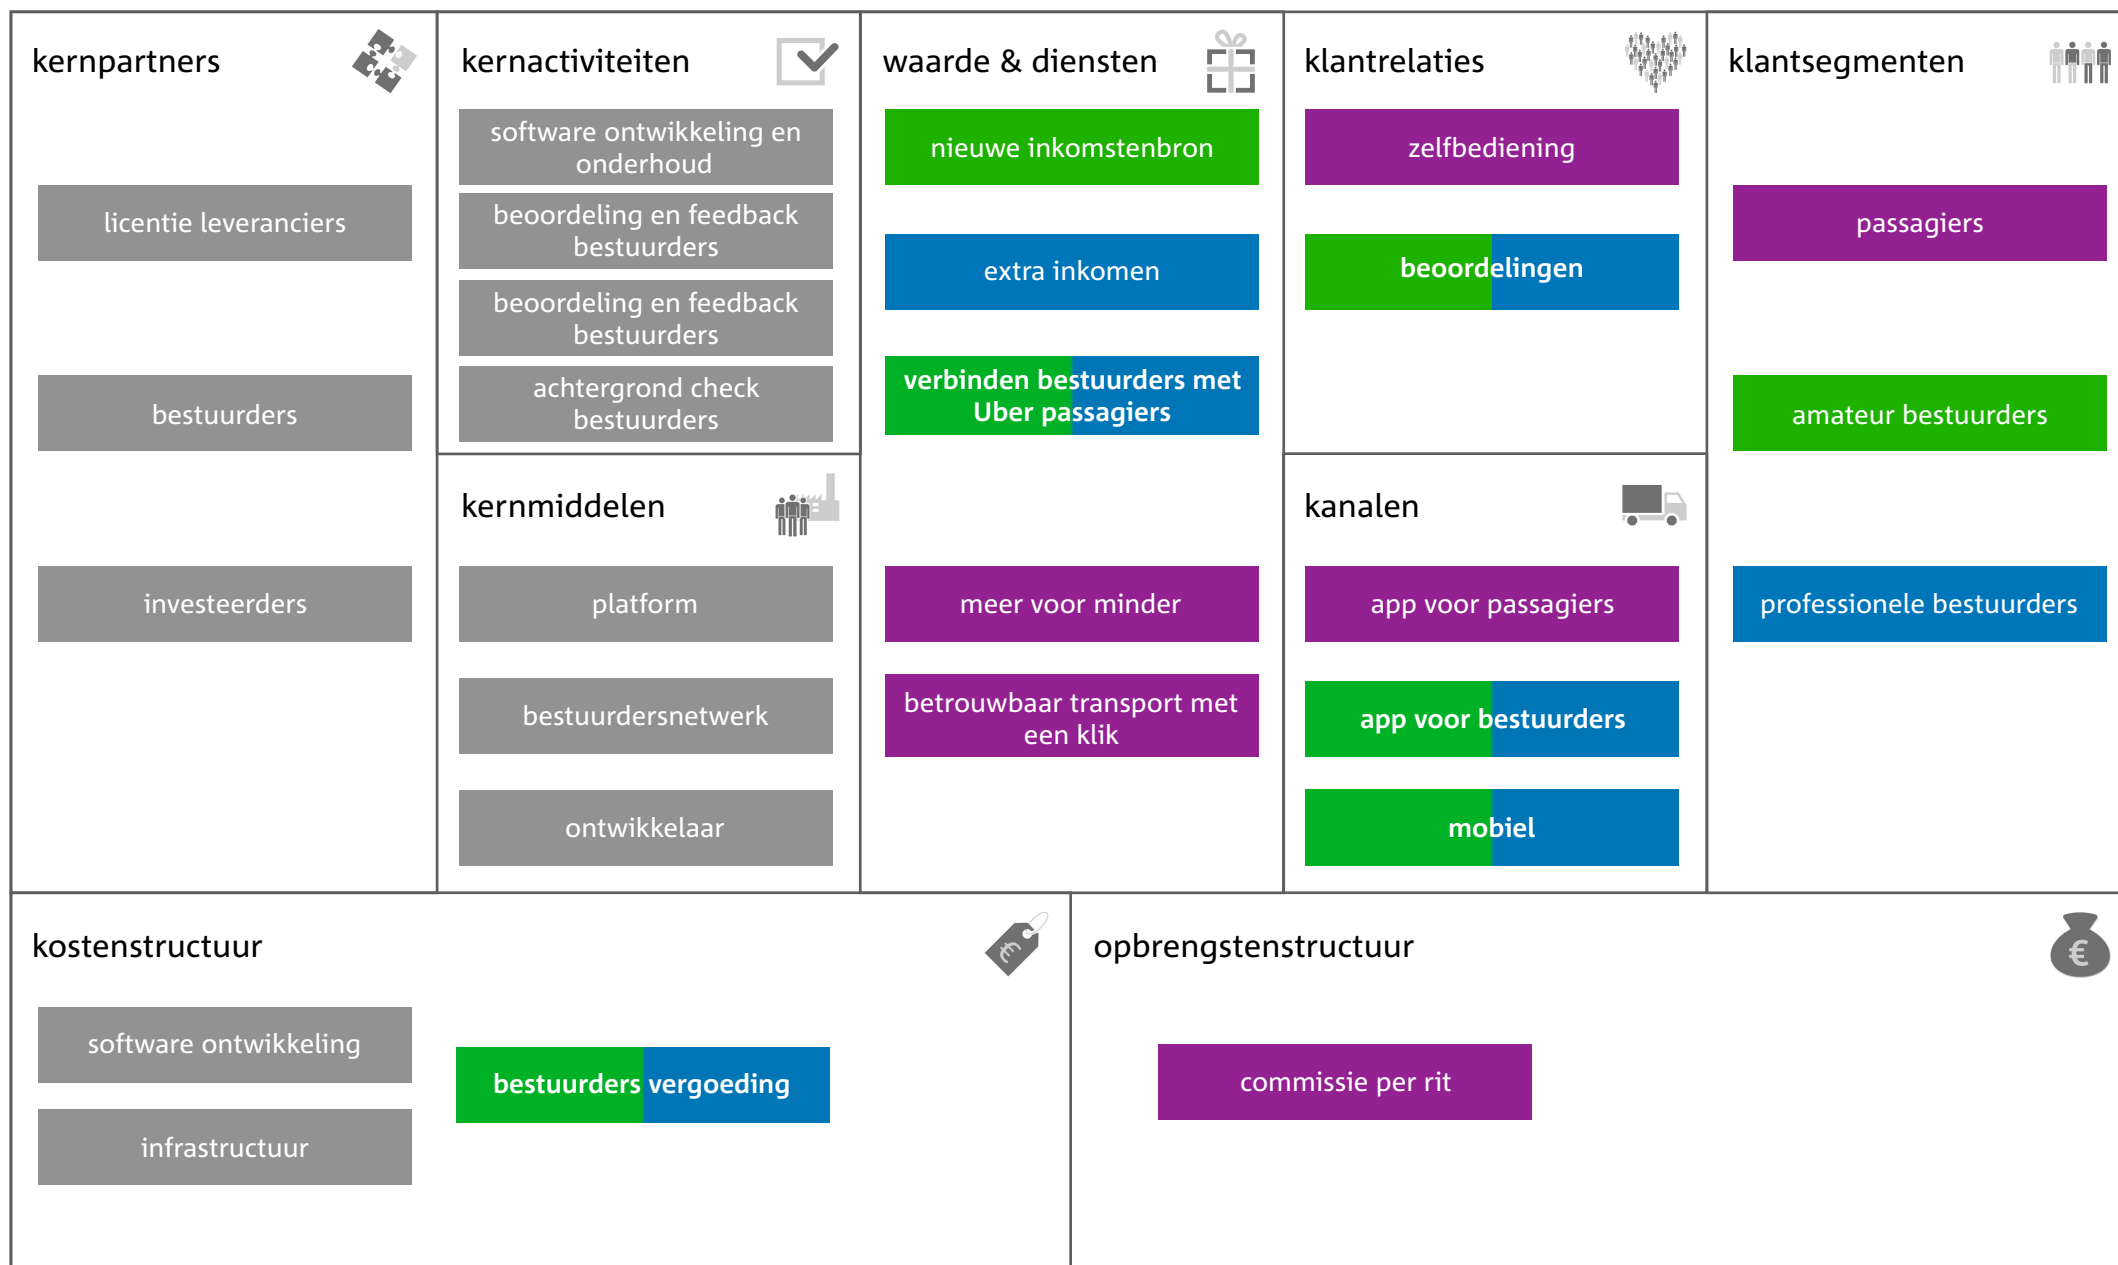 kernpartners
licentie leveranciers
bestuurders
investeerders
kernactiviteiten
software ontwikkeling en
onderhoud
beoordeling en feedback
bestuurders
beoordeling en feedback
bestuurders
achtergrond check
bestuurders
kernmiddelen
platform
bestuurdersnetwerk
ontwikkelaar
waarde & diensten
nieuwe inkomstenbron
extra inkomen
verbinden bestuurders met
Uber passagiers
meer voor minder
betrouwbaar transport met
een klik
klantrelaties
zelfbediening
beoordelingen
kanalen
app voor passagiers
app voor bestuurders
mobiel
klantsegmenten
passagiers
amateur bestuurders
professionele bestuurders
kostenstructuur
€
software ontwikkeling
infrastructuur
bestuurders vergoeding
opbrengstenstructuur
€
commissie per rit